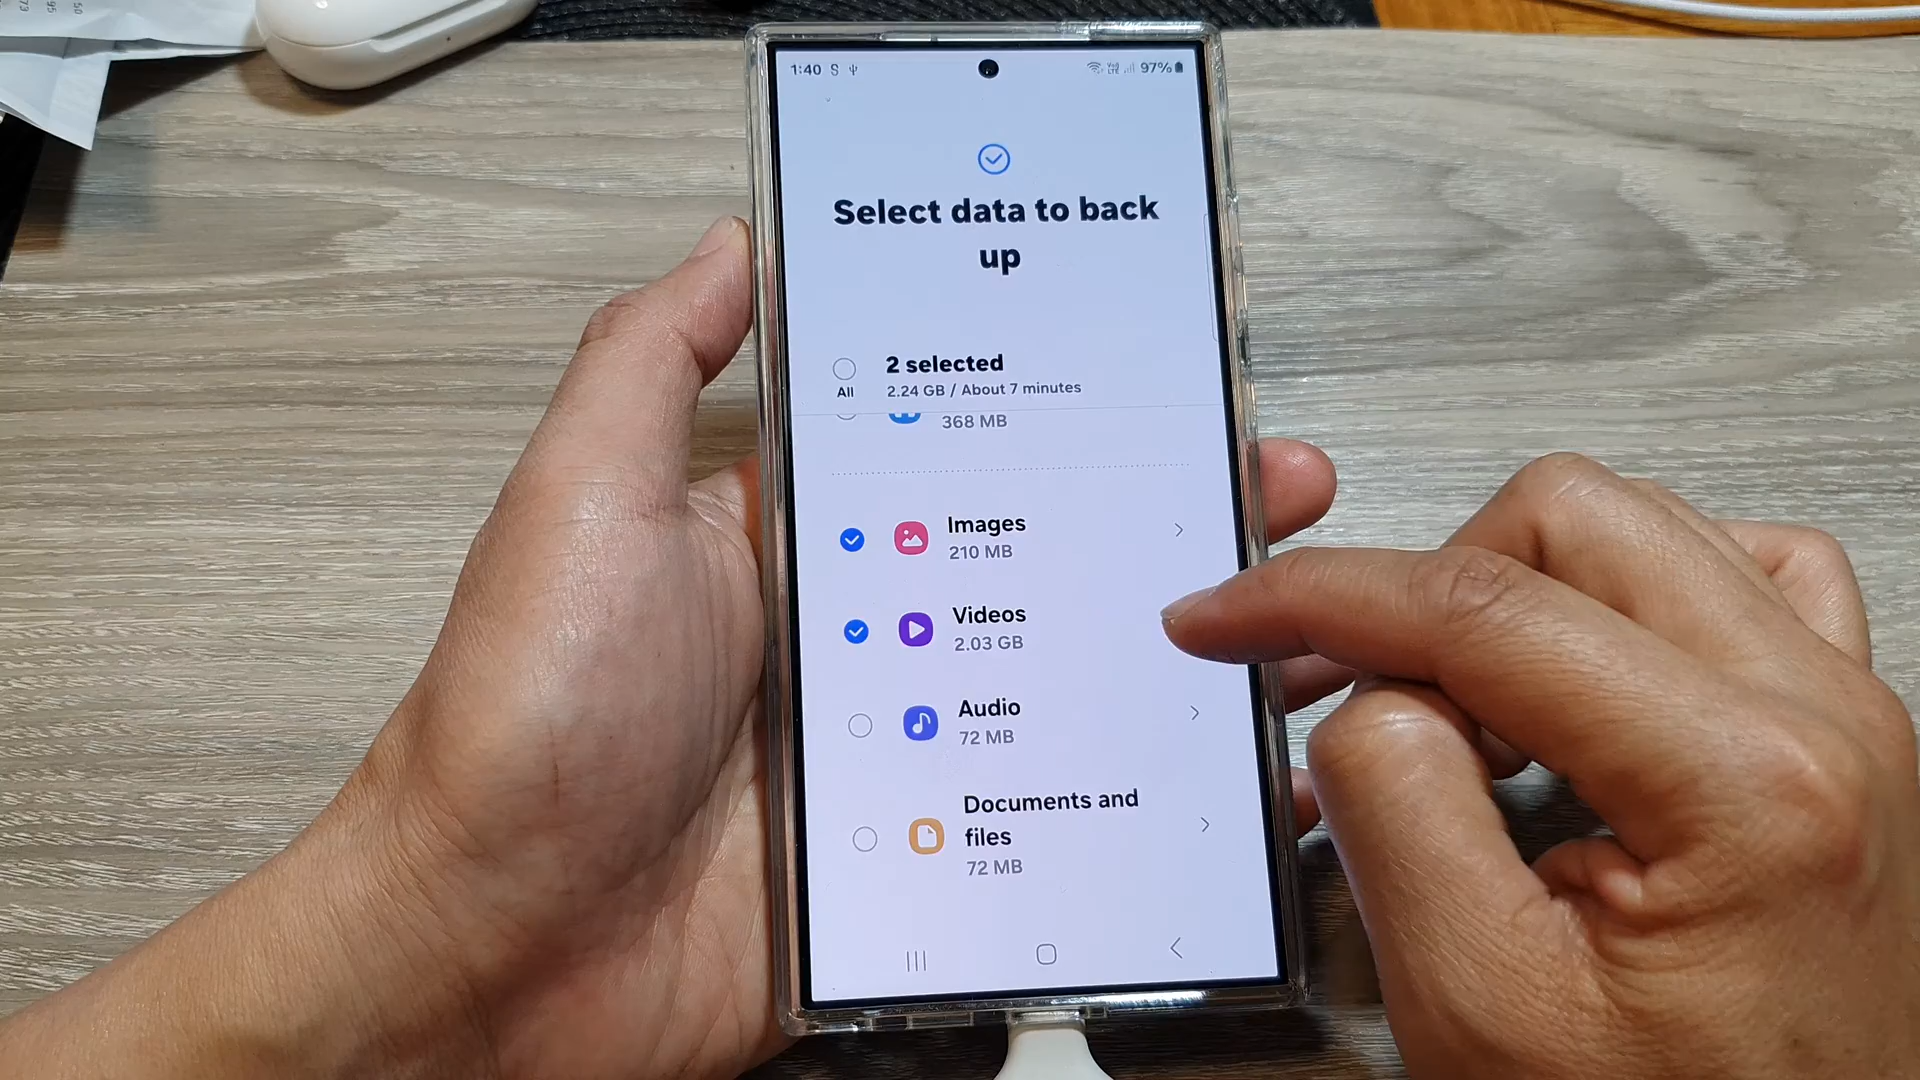 1:40 S
97%
Select data to back
up
All
2 selected
2.24 GB / About 7 minutes
368 MB
Images
210 MB
Videos
2.03 GB
Audio
72 MB
Documents and
files
72 MB